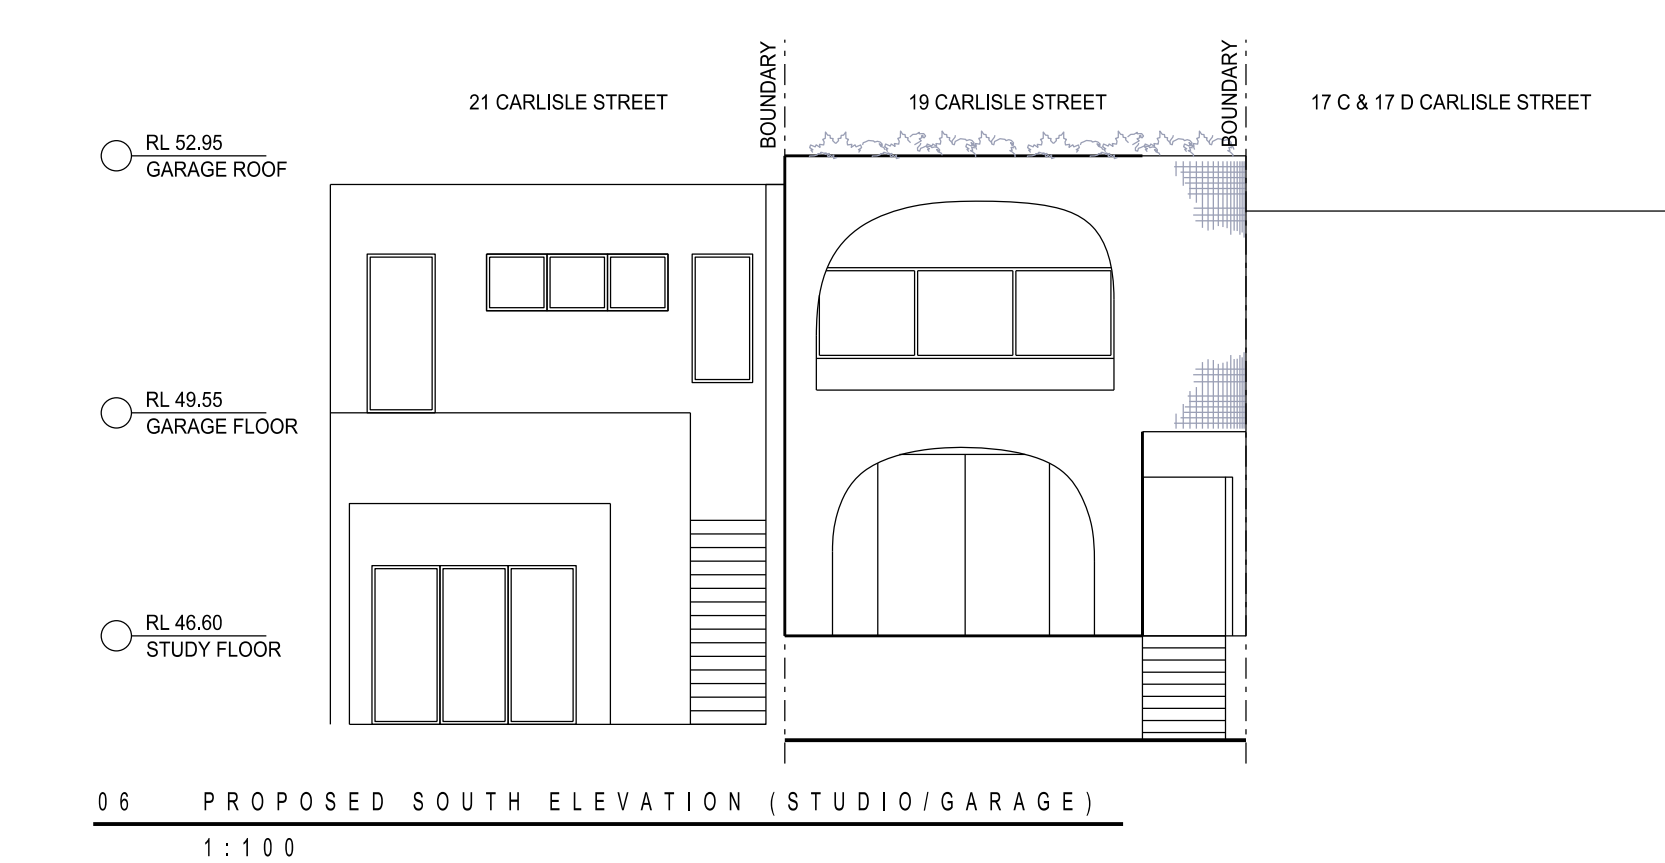 BOUNDARY
BOUNDARY
21 CARLISLE STREET
19 CARLISLE STREET
17 C & 17 D CARLISLE STREET
RL 52.95
GARAGE ROOF
RL 49.55
GARAGE FLOOR
RL 46.60
STUDY FLOOR
06 PROPOSED SOUTH ELEVATION (STUDIO/GARAGE)
1:100